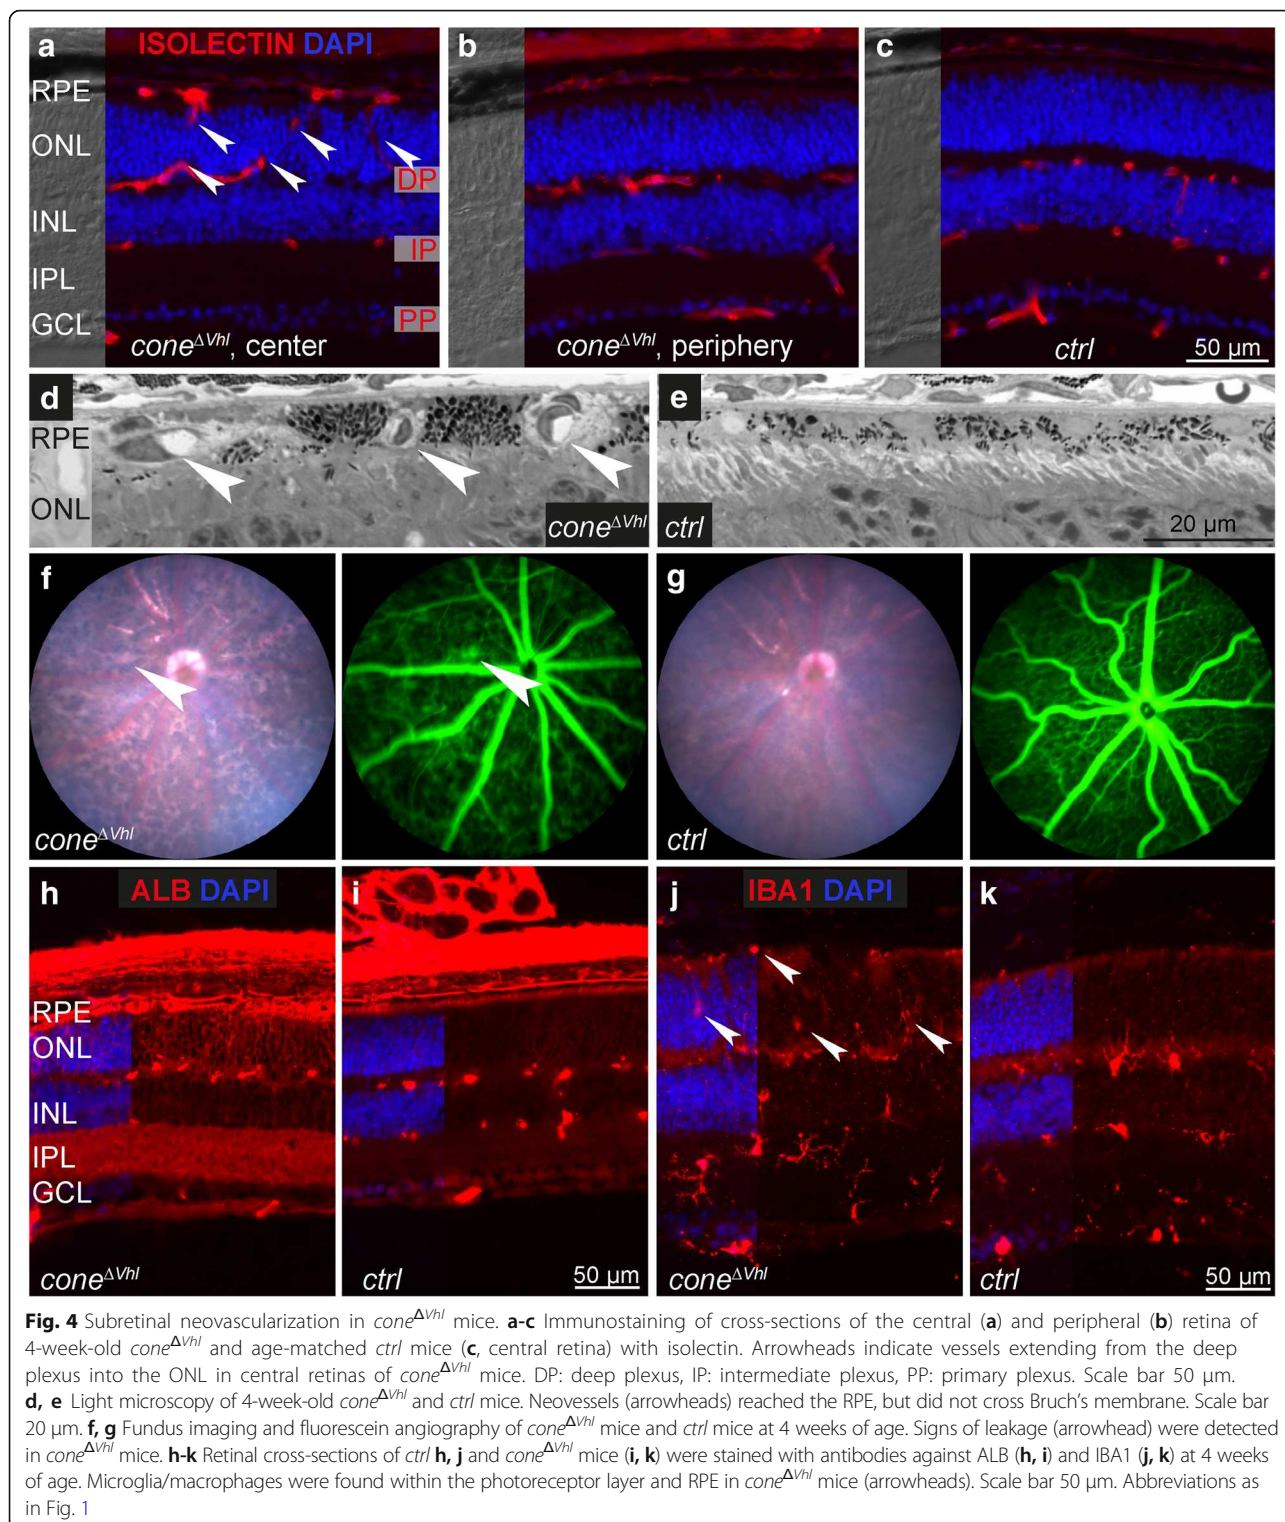 a ISOLECTIN DAPI b c
RPE
ONL
DP
INL
IP
IPL
GCL PP
coneΔVhl, center coneΔVhl, periphery ctrl 50 µm
d e
RPE
ONL
coneΔVhl ctrl 20 µm
f g
coneΔVhl ctrl
h ALB DAPI i j IBA1 DAPI k
RPE
ONL
INL
IPL
GCL
coneΔVhl ctrl 50 µm coneΔVhl ctrl 50 µm
Fig. 4 Subretinal neovascularization in coneΔVhl mice. a-c Immunostaining of cross-sections of the central (a) and peripheral (b) retina of
4-week-old coneΔVhl and age-matched ctrl mice (c, central retina) with isolectin. Arrowheads indicate vessels extending from the deep
plexus into the ONL in central retinas of coneΔVhl mice. DP: deep plexus, IP: intermediate plexus, PP: primary plexus. Scale bar 50 µm.
d, e Light microscopy of 4-week-old coneΔVhl and ctrl mice. Neovessels (arrowheads) reached the RPE, but did not cross Bruch's membrane. Scale bar
20 µm. f, g Fundus imaging and fluorescein angiography of coneΔVhl mice and ctrl mice at 4 weeks of age. Signs of leakage (arrowhead) were detected
in coneΔVhl mice. h-k Retinal cross-sections of ctrl h, j and coneΔVhl mice (i, k) were stained with antibodies against ALB (h, i) and IBA1 (j, k) at 4 weeks
of age. Microglia/macrophages were found within the photoreceptor layer and RPE in coneΔVhl mice (arrowheads). Scale bar 50 µm. Abbreviations as
in Fig. 1